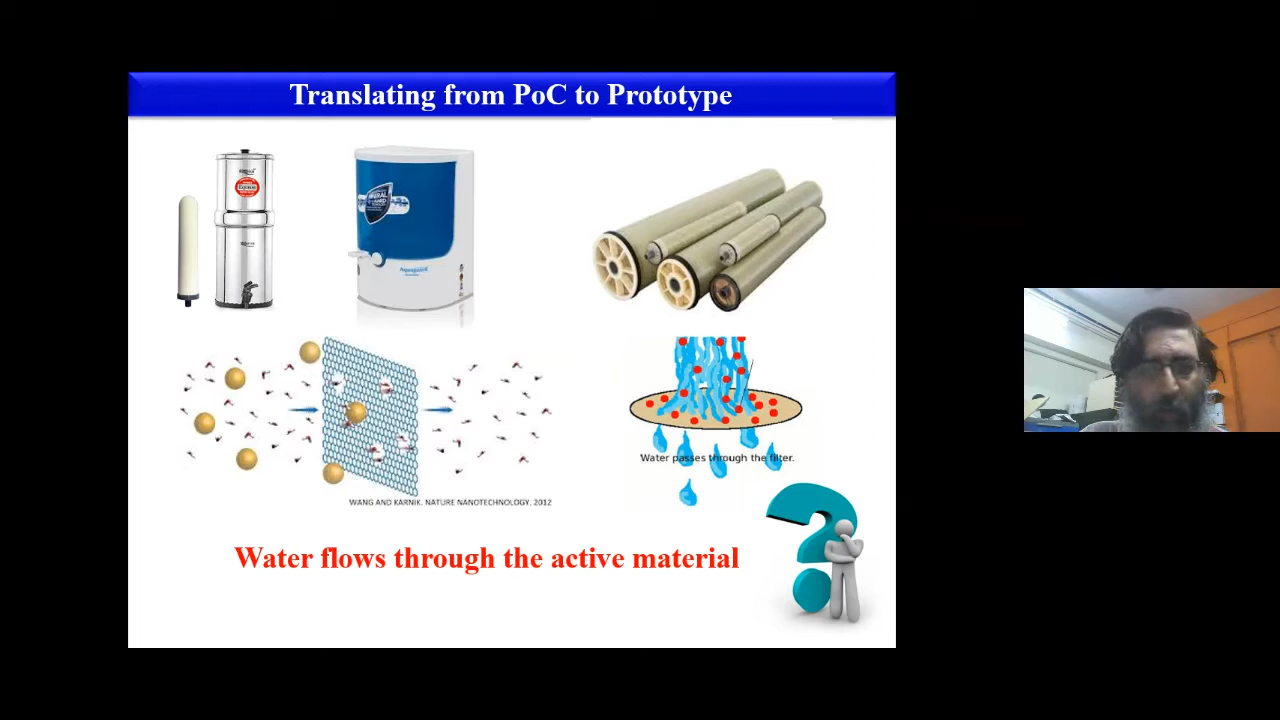 Translating from PoC to Prototype
Aquaguard
WANG AND KARNIK, NATURE NANOTECHNOLOGY, 2012
Water passes through the filter.
Water flows through the active material